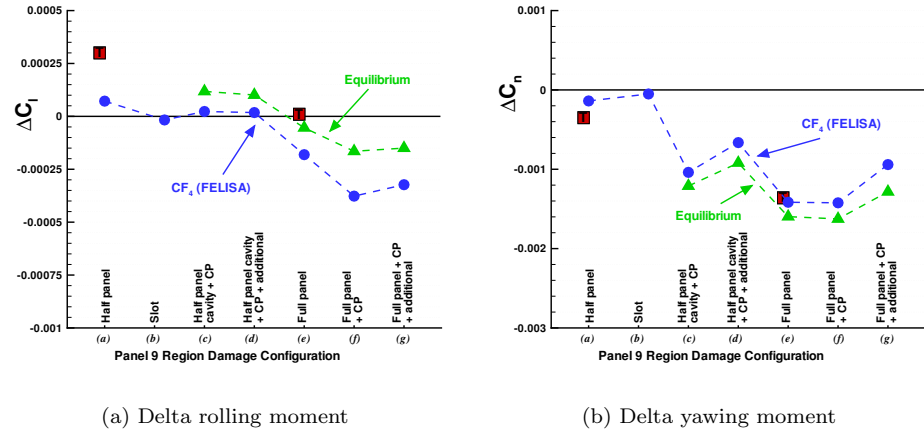 0.0005
0.00025
0
-0.00025
-0.0005
-0.00075
-0.001
ΔC_l
Equilibrium
CF₄ (FELISA)
Half panel
Slot
Half panel
cavity + CP
Half panel cavity
+ CP + additional
Full panel
Full panel
+ CP
Full panel + CP
+ additional
(a) (b) (c) (d) (e) (f) (g)
Panel 9 Region Damage Configuration
(a) Delta rolling moment
0.001
0
-0.001
-0.002
-0.003
ΔC_n
CF₄ (FELISA)
Equilibrium
Half panel
Slot
Half panel
cavity + CP
Half panel cavity
+ CP + additional
Full panel
Full panel
+ CP
Full panel + CP
+ additional
(a) (b) (c) (d) (e) (f) (g)
Panel 9 Region Damage Configuration
(b) Delta yawing moment